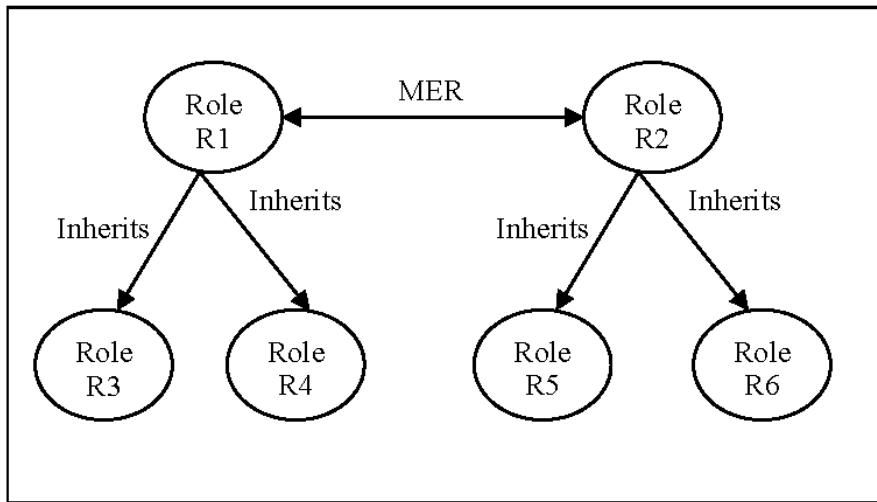 MER
Role
R1
Role
R2
Inherits
Inherits
Inherits
Inherits
Role
R3
Role
R4
Role
R5
Role
R6